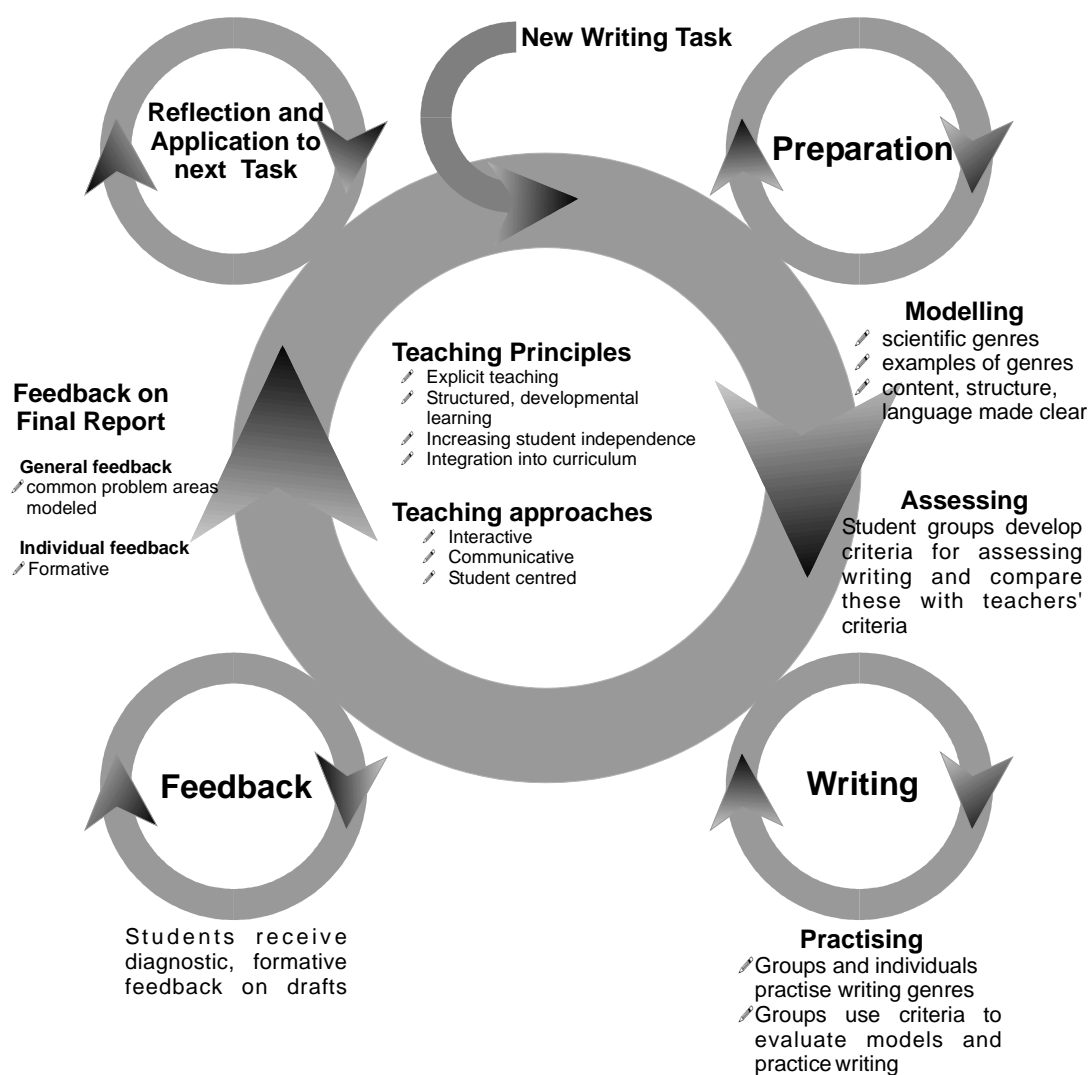 New Writing Task
Reflection and
Application to
next Task
Preparation
Modelling
scientific genres
examples of genres
content, structure,
language made clear
Teaching Principles
Explicit teaching
Structured, developmental
learning
Increasing student independence
Integration into curriculum
Teaching approaches
Interactive
Communicative
Student centred
Feedback on
Final Report
General feedback
common problem areas
modeled
Individual feedback
Formative
Assessing
Student groups develop
criteria for assessing
writing and compare
these with teachers'
criteria
Feedback
Students receive
diagnostic, formative
feedback on drafts
Writing
Practising
Groups and individuals
practise writing genres
Groups use criteria to
evaluate models and
practice writing